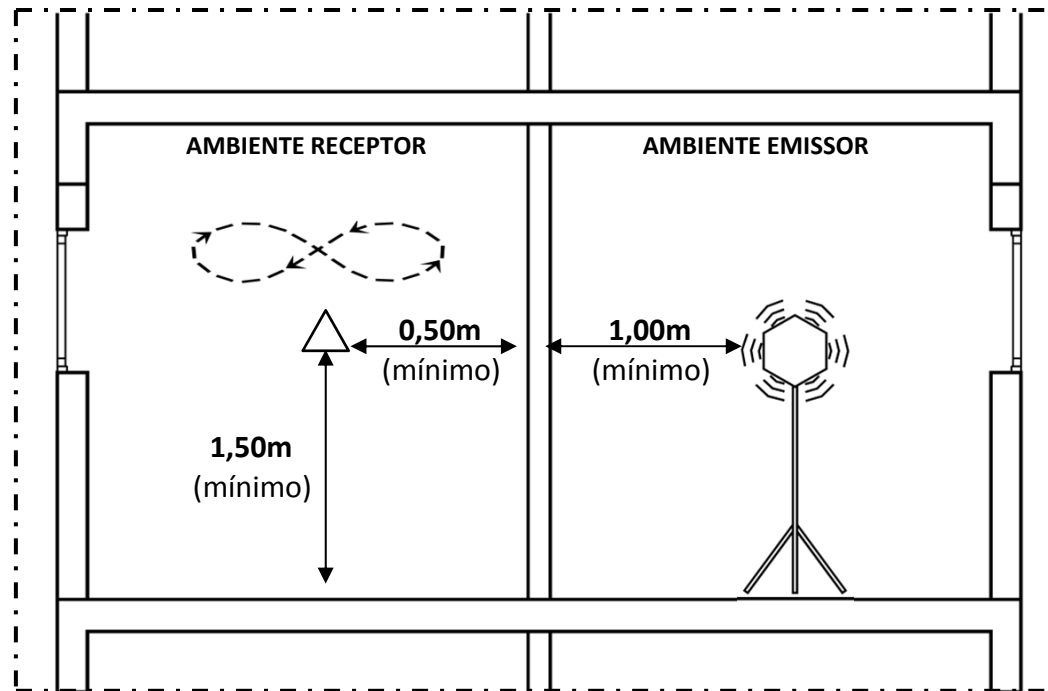 AMBIENTE RECEPTOR
AMBIENTE EMISSOR
0,50m
(mínimo)
1,00m
(mínimo)
1,50m
(mínimo)